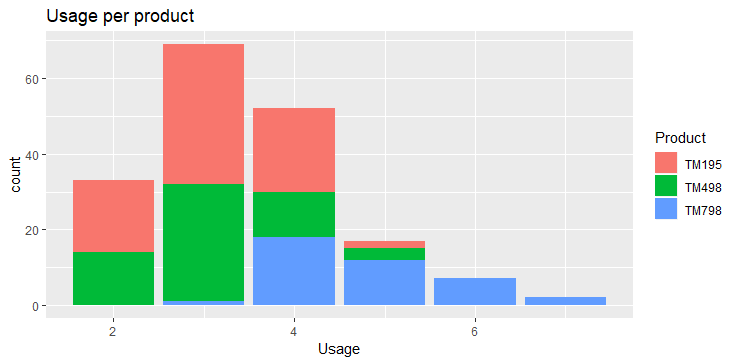 Usage per product
60
40
20
0
count
2
4
6
Usage
Product
TM195
TM498
TM798